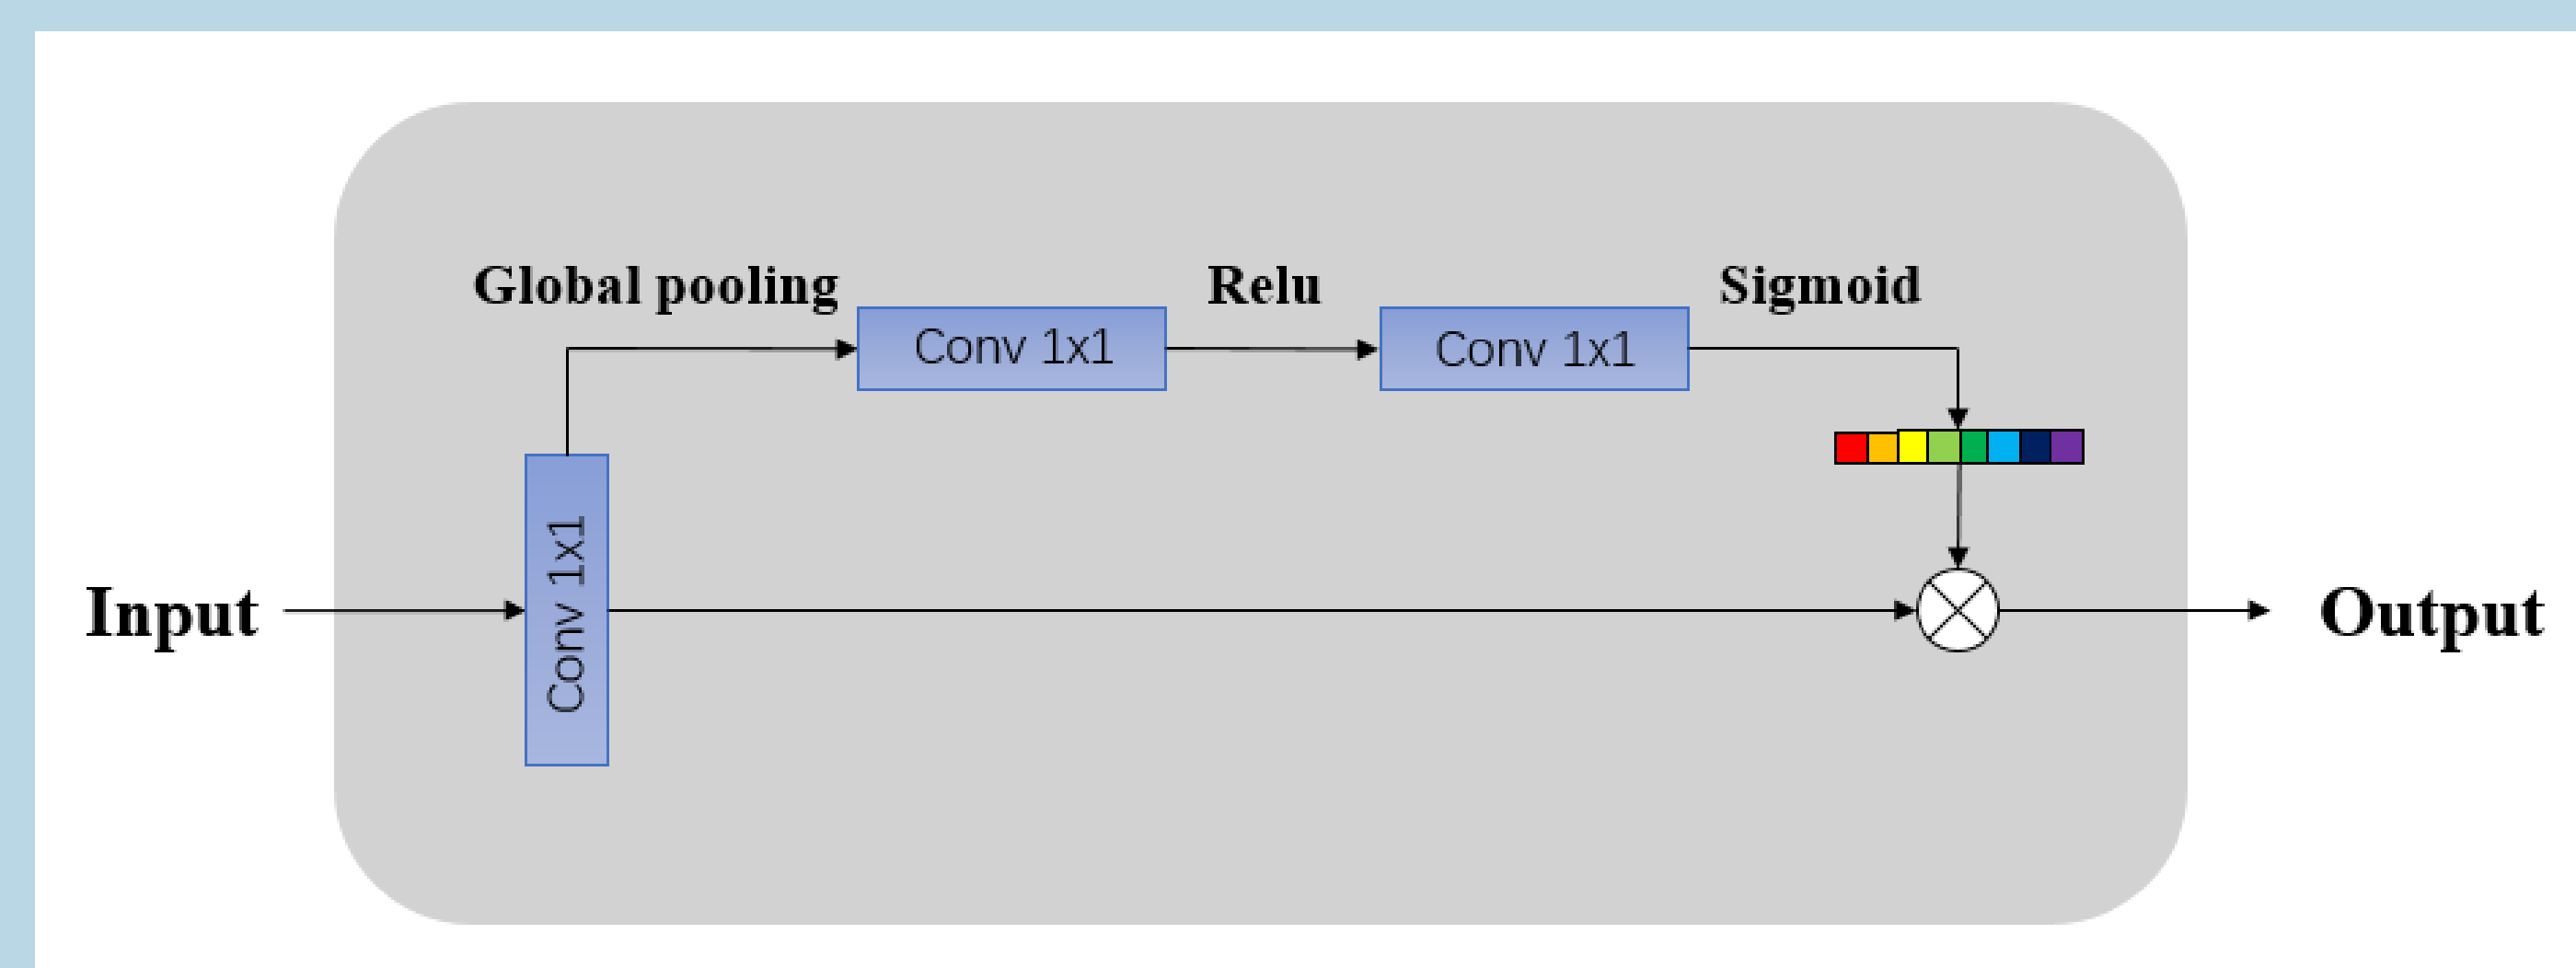 Global pooling
Relu
Sigmoid
Conv 1x1
Conv 1x1
Conv 1x1
Input
Output